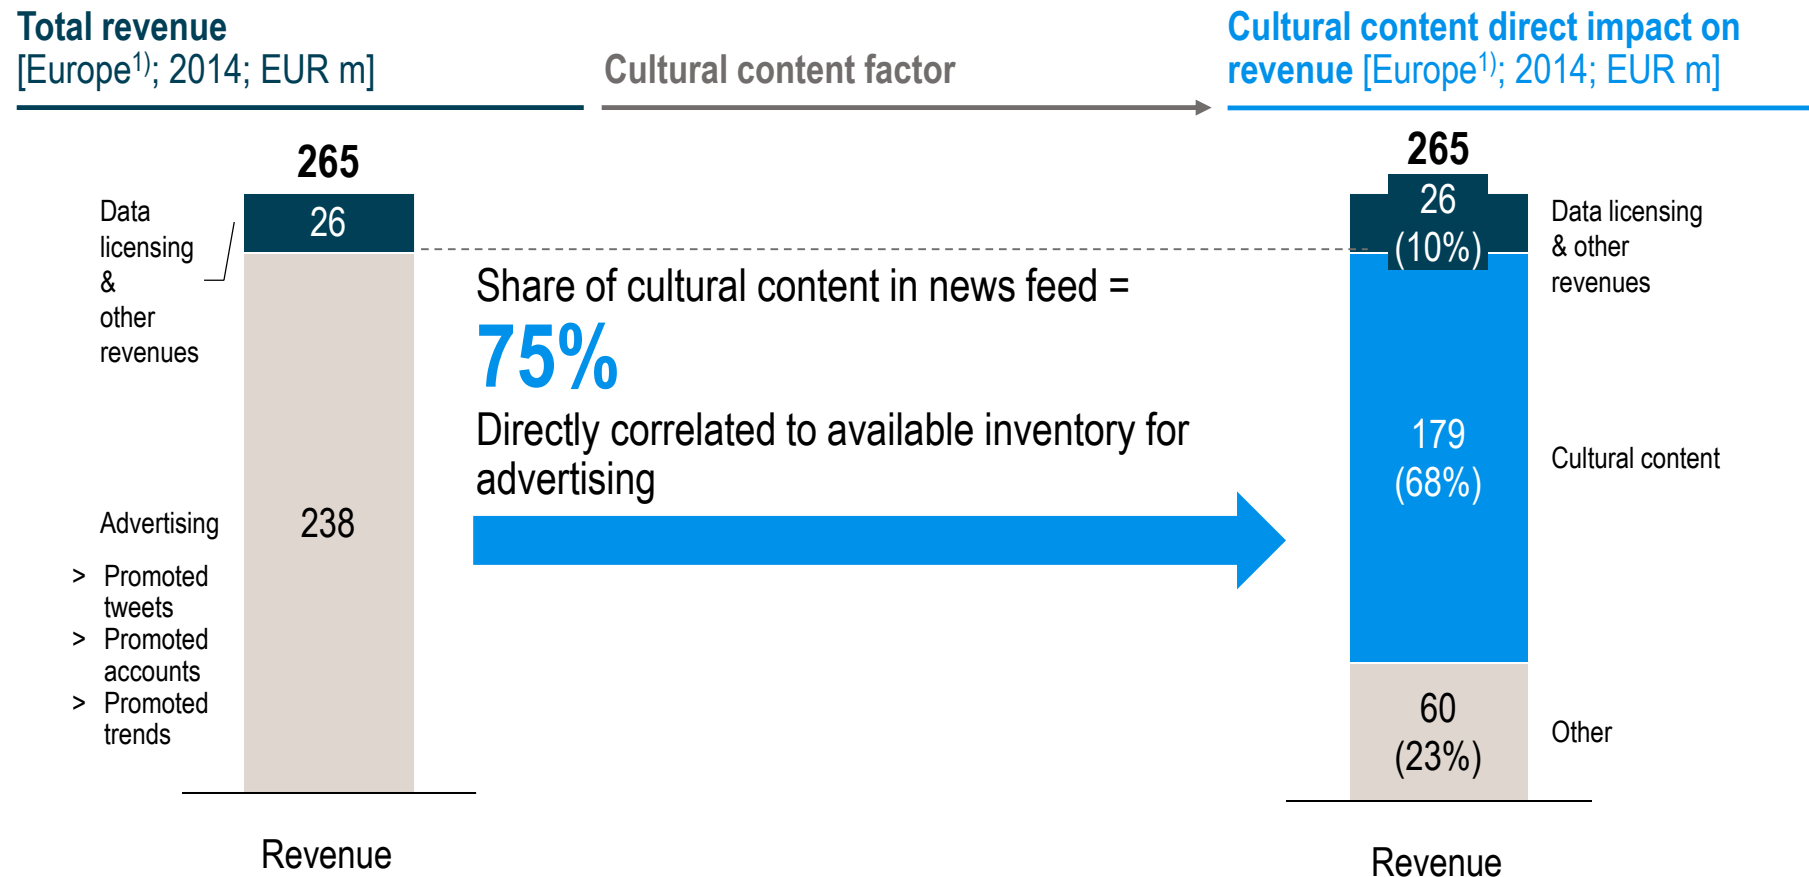 Total revenue
[Europe1); 2014; EUR m]
Cultural content factor
Cultural content direct impact on
revenue [Europe1); 2014; EUR m]
265
26
Data
licensing
&
other
revenues
238
Advertising
> Promoted
tweets
> Promoted
accounts
> Promoted
trends
Revenue
Share of cultural content in news feed =
75%
Directly correlated to available inventory for
advertising
265
26
(10%)
Data licensing
& other
revenues
179
(68%)
Cultural content
60
(23%)
Other
Revenue